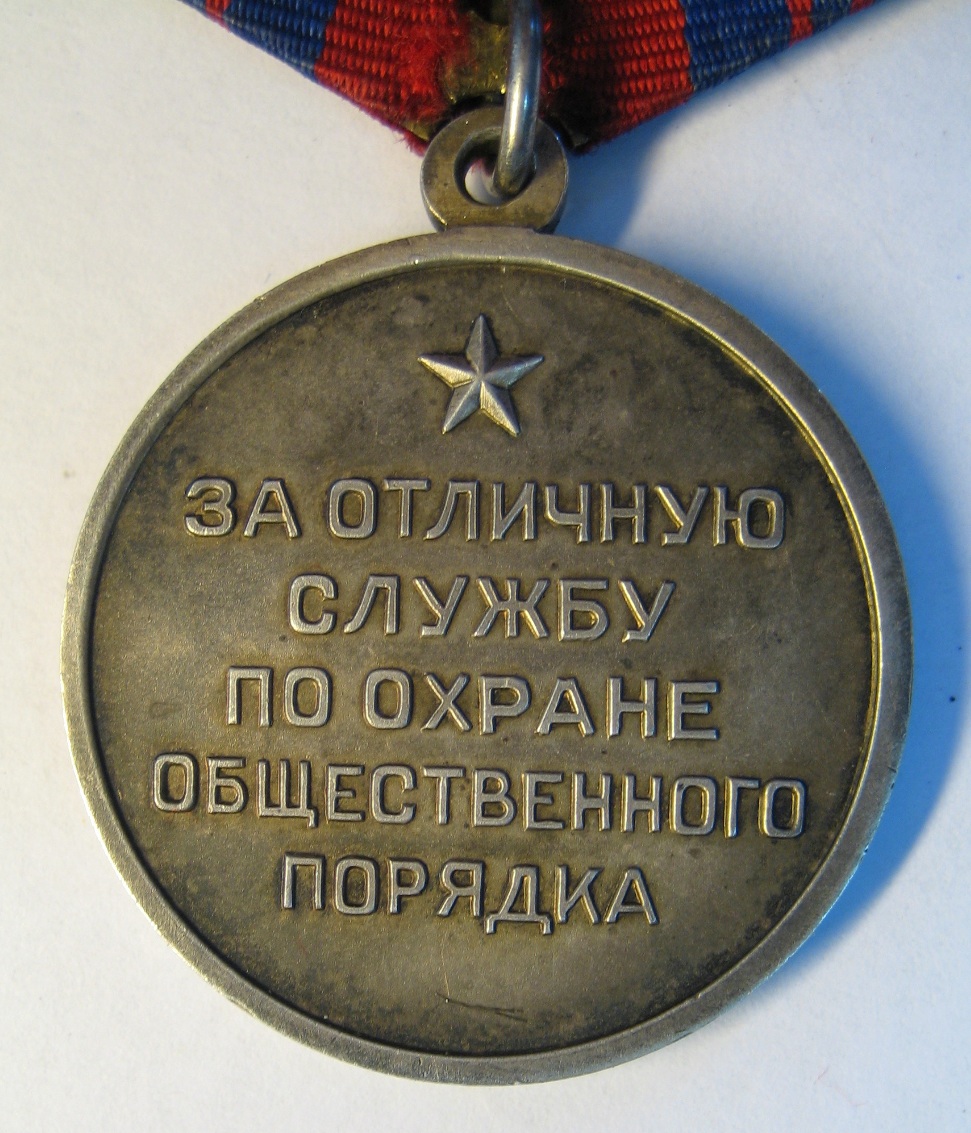 ЗА ОТЛИЧНУЮ
СЛУЖБУ
ПО ОХРАНЕ
ОБЩЕСТВЕННОГО
ПОРЯДКА